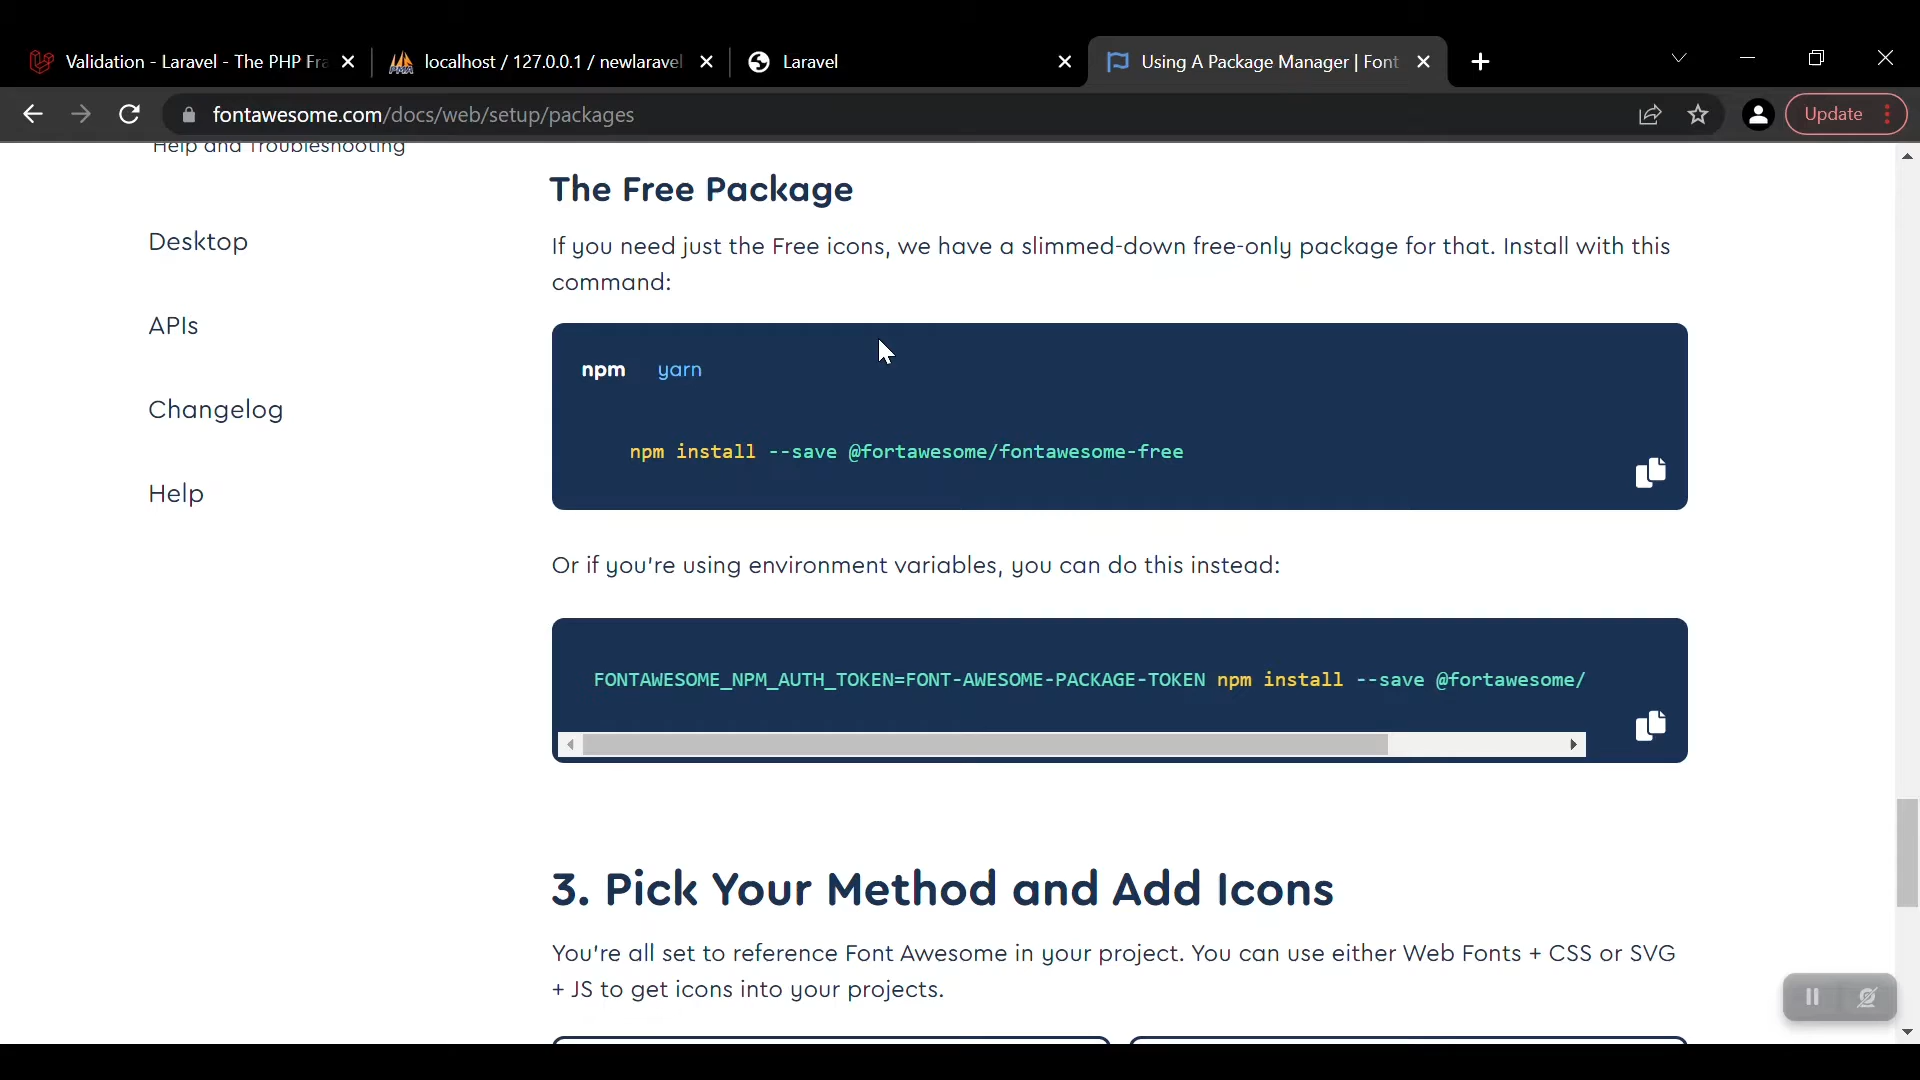 Validation - Laravel - The PHP Fra
localhost / 127.0.0.1 / newlaravel
Laravel
Using A Package Manager | Font
fontawesome.com/docs/web/setup/packages
Update
Help and Troubleshooting
Desktop
APIs
Changelog
Help
The Free Package
If you need just the Free icons, we have a slimmed-down free-only package for that. Install with this
command:
npm yarn
npm install --save @fortawesome/fontawesome-free
Or if you're using environment variables, you can do this instead:
FONTAWESOME_NPM_AUTH_TOKEN=FONT-AWESOME-PACKAGE-TOKEN npm install --save @fortawesome/
3. Pick Your Method and Add Icons
You're all set to reference Font Awesome in your project. You can use either Web Fonts + CSS or SVG
+ JS to get icons into your projects.